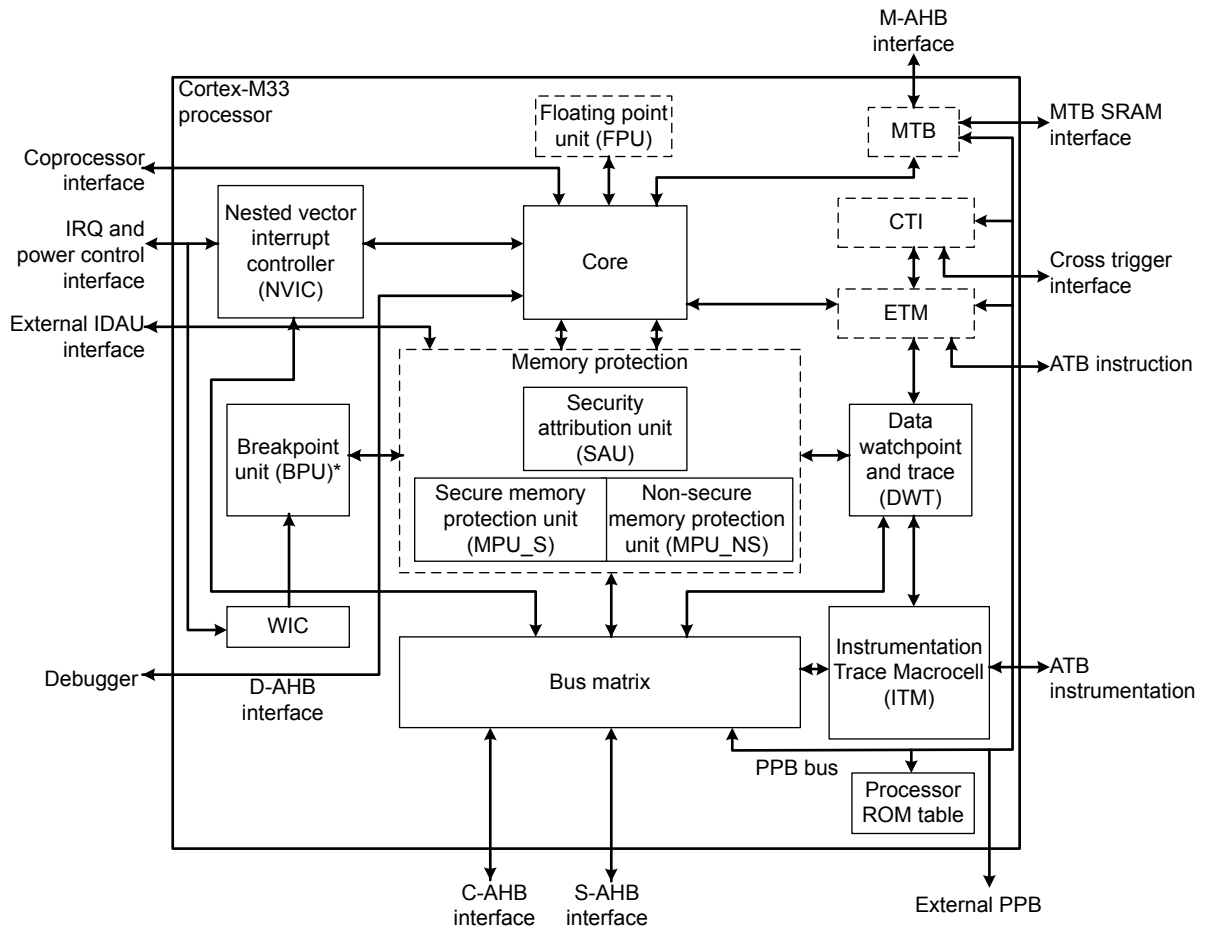 M-AHB
interface
Cortex-M33
processor
Floating point
unit (FPU)
MTB
MTB SRAM
interface
Coprocessor
interface
Nested vector
interrupt
controller
(NVIC)
IRQ and
power control
interface
Core
CTI
Cross trigger
interface
ETM
External IDAU
interface
Memory protection
ATB instruction
Security
attribution unit
(SAU)
Breakpoint
unit (BPU)*
Data
watchpoint
and trace
(DWT)
Secure memory
protection unit
(MPU_S)
Non-secure
memory protection
unit (MPU_NS)
WIC
Bus matrix
Instrumentation
Trace Macrocell
(ITM)
ATB
instrumentation
Debugger
D-AHB
interface
PPB bus
Processor
ROM table
C-AHB
interface
S-AHB
interface
External PPB